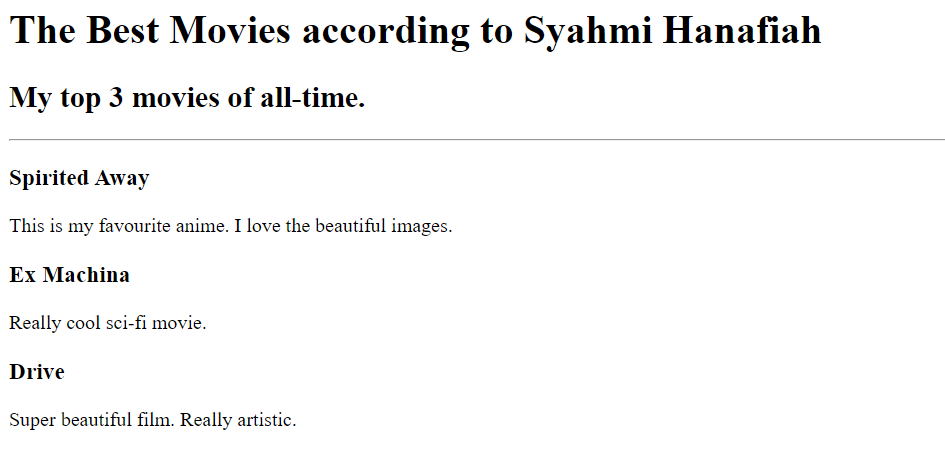 The Best Movies according to Syahmi Hanafiah
My top 3 movies of all-time.
Spirited Away
This is my favourite anime. I love the beautiful images.
Ex Machina
Really cool sci-fi movie.
Drive
Super beautiful film. Really artistic.